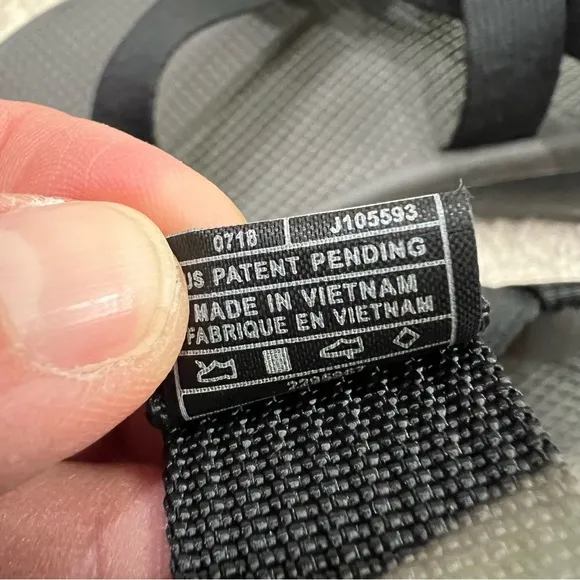 0718 J105593
US PATENT PENDING
MADE IN VIETNAM
FABRIQUE EN VIETNAM